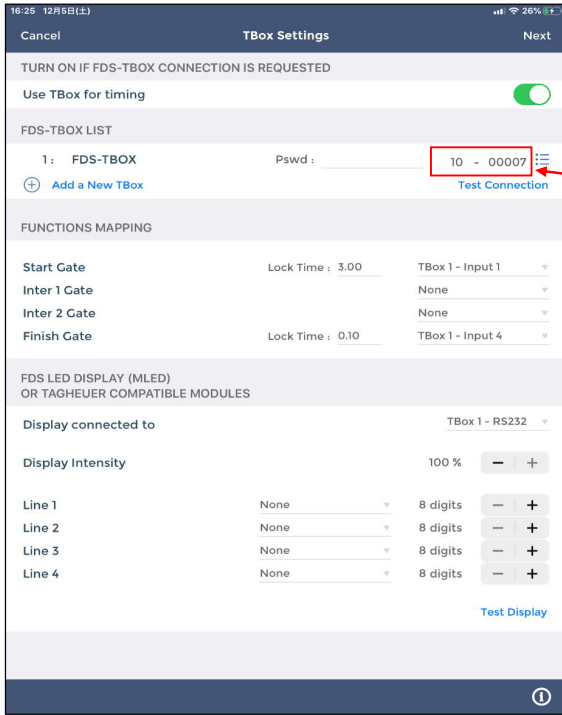 16:25 12月5日(土) 26%
Cancel TBox Settings Next
TURN ON IF FDS-TBOX CONNECTION IS REQUESTED
Use TBox for timing
FDS-TBOX LIST
1: FDS-TBOX Pswd : 10 - 00007
Add a New TBox Test Connection
FUNCTIONS MAPPING
Start Gate Lock Time : 3.00 TBox 1 - Input 1
Inter 1 Gate None
Inter 2 Gate None
Finish Gate Lock Time : 0.10 TBox 1 - Input 4
FDS LED DISPLAY (MLED)
OR TAGHEUER COMPATIBLE MODULES
Display connected to TBox 1 - RS232
Display Intensity 100 % − +
Line 1 None 8 digits − +
Line 2 None 8 digits − +
Line 3 None 8 digits − +
Line 4 None 8 digits − +
Test Display